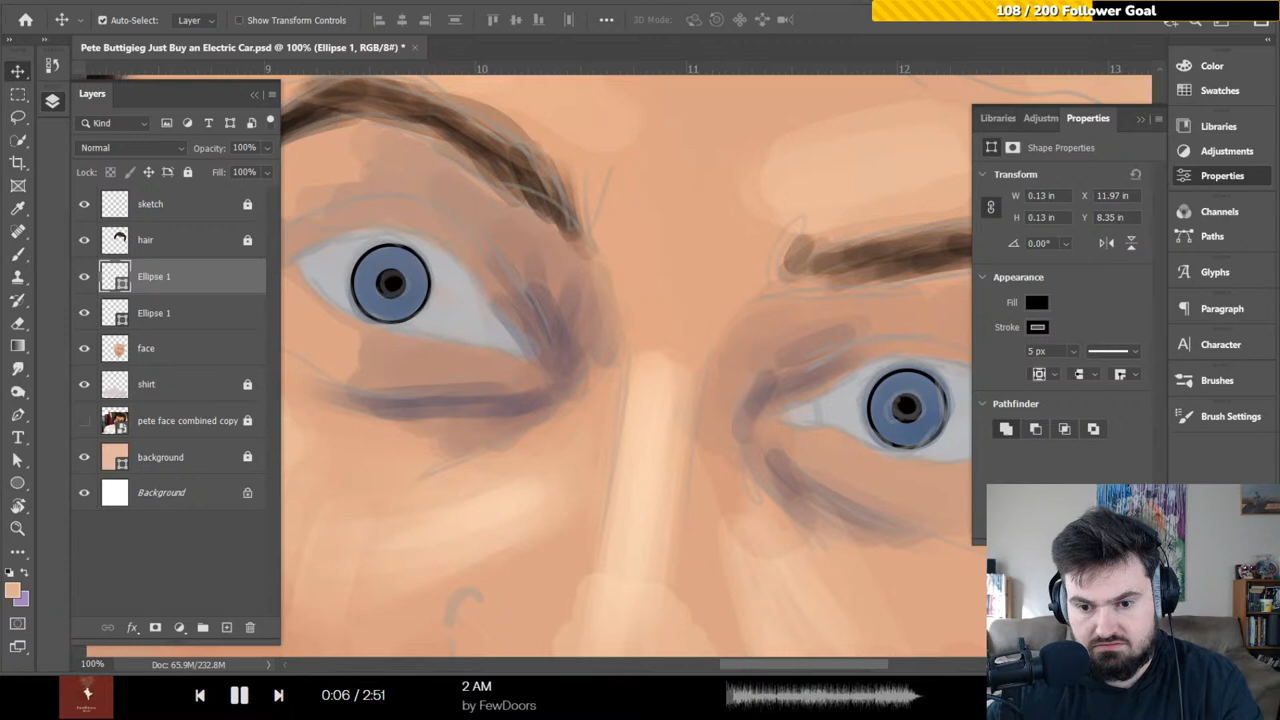 108 / 200 Follower Goal
Auto-Select: Layer Show Transform Controls 3D Mode:
Pete Buttigieg Just Buy an Electric Car.psd @ 100% (Ellipse 1, RGB/8#) *
9 10 11 12 13
Layers
Kind
Normal Opacity: 100%
Lock: Fill: 100%
sketch
hair
Ellipse 1
Ellipse 1
face
shirt
pete face combined copy
background
Background
fx
100% Doc: 65.9M/232.8M
Libraries Adjustm Properties
Shape Properties
Transform
W 0.13 in X 11.97 in
H 0.13 in Y 8.35 in
0.00°
Appearance
Fill
Stroke
5 px
Pathfinder
Color
Swatches
Libraries
Adjustments
Properties
Channels
Paths
Glyphs
Paragraph
Character
Brushes
Brush Settings
0:06 / 2:51
2 AM
by FewDoors